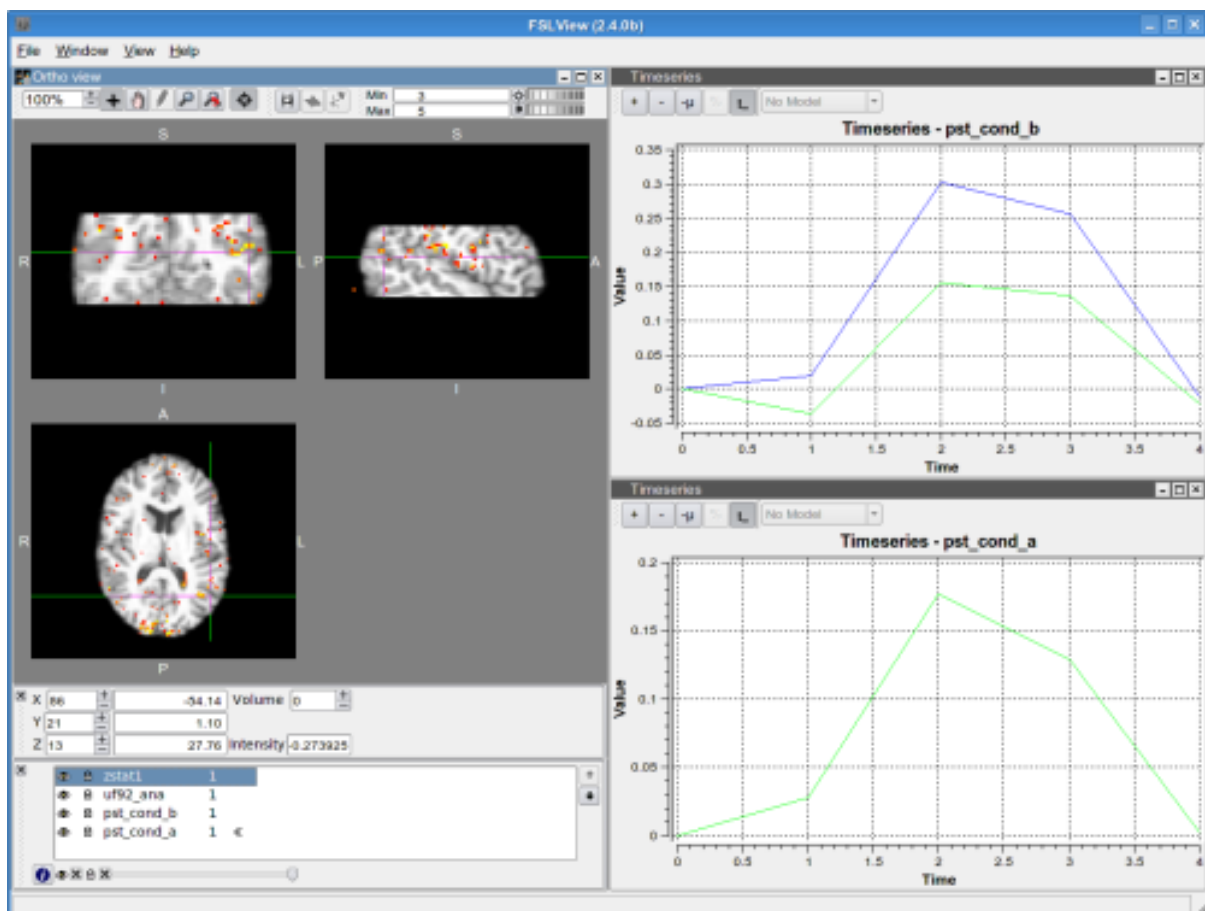 FSLView (2.4.0b)
File Window View Help
Ortho view
100%
Min 3
Max 5
S
S
R
L
P
A
I
I
A
R
L
P
X 86 -54.14 Volume 0
Y 21 1.10
Z 13 27.76 Intensity -0.273925
zstat1 1
uf92_ana 1
pst_cond_b 1
pst_cond_a 1
Timeseries
+ - -μ % No Model
Timeseries - pst_cond_b
Value
0.35
0.3
0.25
0.2
0.15
0.1
0.05
0
-0.05
0 0.5 1 1.5 2 2.5 3 3.5 4
Time
Timeseries
+ - -μ % No Model
Timeseries - pst_cond_a
Value
0.2
0.15
0.1
0.05
0
0 0.5 1 1.5 2 2.5 3 3.5 4
Time